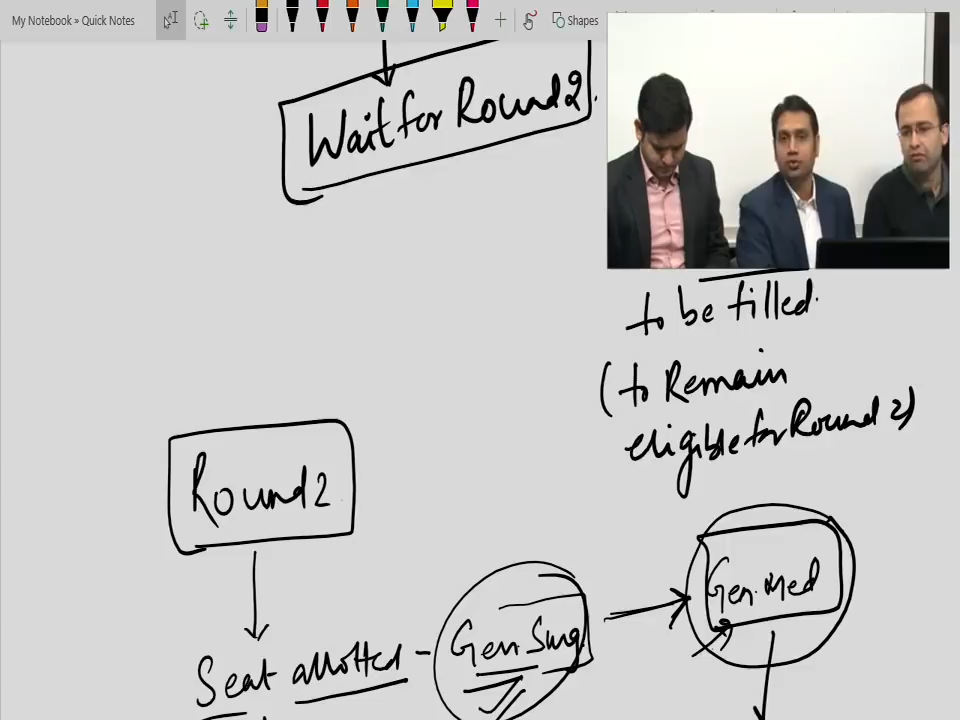 My Notebook » Quick Notes
Shapes
Wait for Round 2.
to be filled.
(to Remain
eligible for Round 2)
Round 2
Gen. Med
Seat allotted - Gen Surg